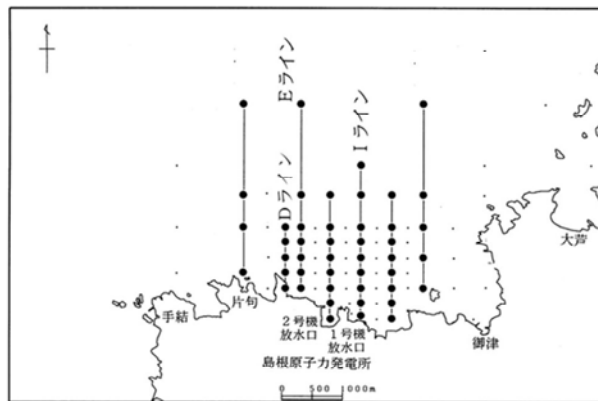 Eライン
Iライン
Dライン
大芦
片句
手結
2号機
放水口
1号機
放水口
御津
島根原子力発電所
0 500 1000m